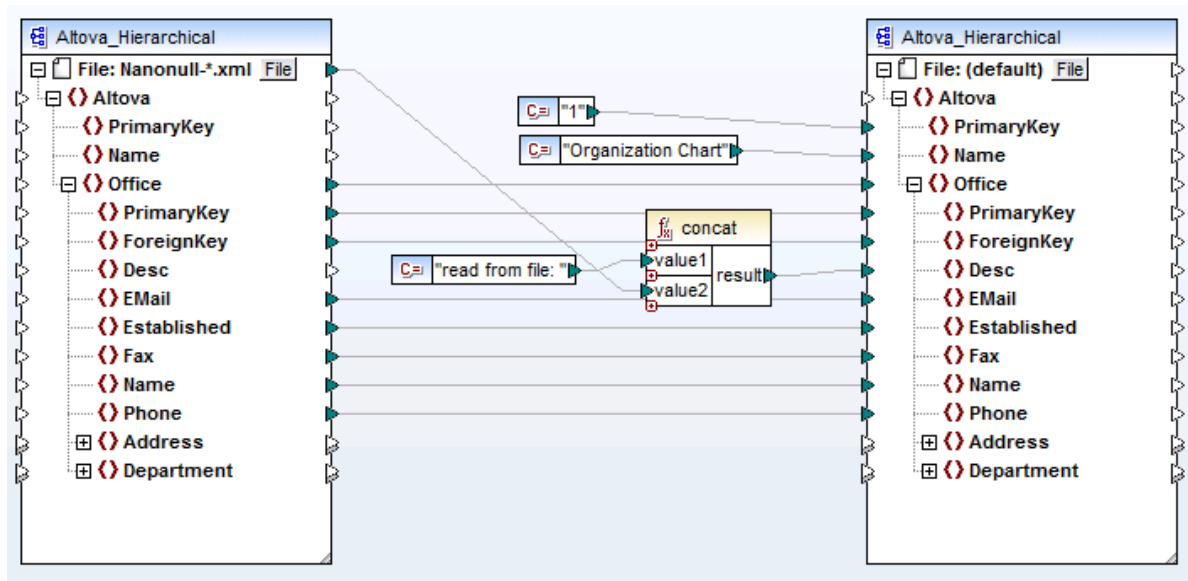 Altova_Hierarchical
File: Nanonull-*.xml File
Altova
PrimaryKey
Name
Office
PrimaryKey
ForeignKey
Desc
EMail
Established
Fax
Name
Phone
Address
Department
C= "1"
C= "Organization Chart"
C= "read from file: "
fx concat
value1
value2
result
Altova_Hierarchical
File: (default) File
Altova
PrimaryKey
Name
Office
PrimaryKey
ForeignKey
Desc
EMail
Established
Fax
Name
Phone
Address
Department